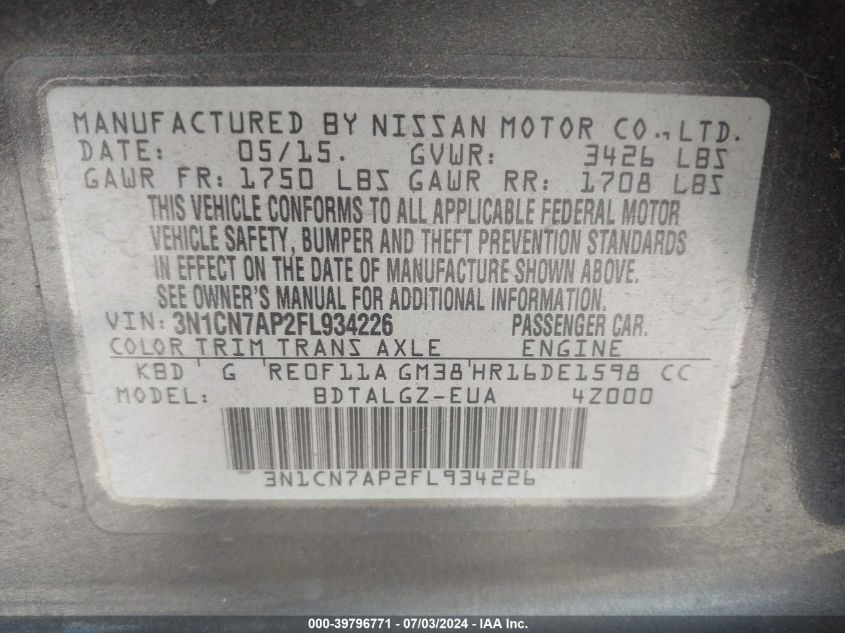 MANUFACTURED BY NISSAN MOTOR CO., LTD.
DATE: 05/15. GVWR: 3426 LBS
GAWR FR: 1750 LBS GAWR RR: 1708 LBS
THIS VEHICLE CONFORMS TO ALL APPLICABLE FEDERAL MOTOR
VEHICLE SAFETY, BUMPER AND THEFT PREVENTION STANDARDS
IN EFFECT ON THE DATE OF MANUFACTURE SHOWN ABOVE.
SEE OWNER'S MANUAL FOR ADDITIONAL INFORMATION.
VIN: 3N1CN7AP2FL934226 PASSENGER CAR.
COLOR TRIM TRANS AXLE ENGINE
KBD G RE0F11A GM38 HR16DE1598 CC
MODEL: BDTALGZ-EUA 4Z000
3N1CN7AP2FL934226
000-39796771 - 07/03/2024 - IAA Inc.